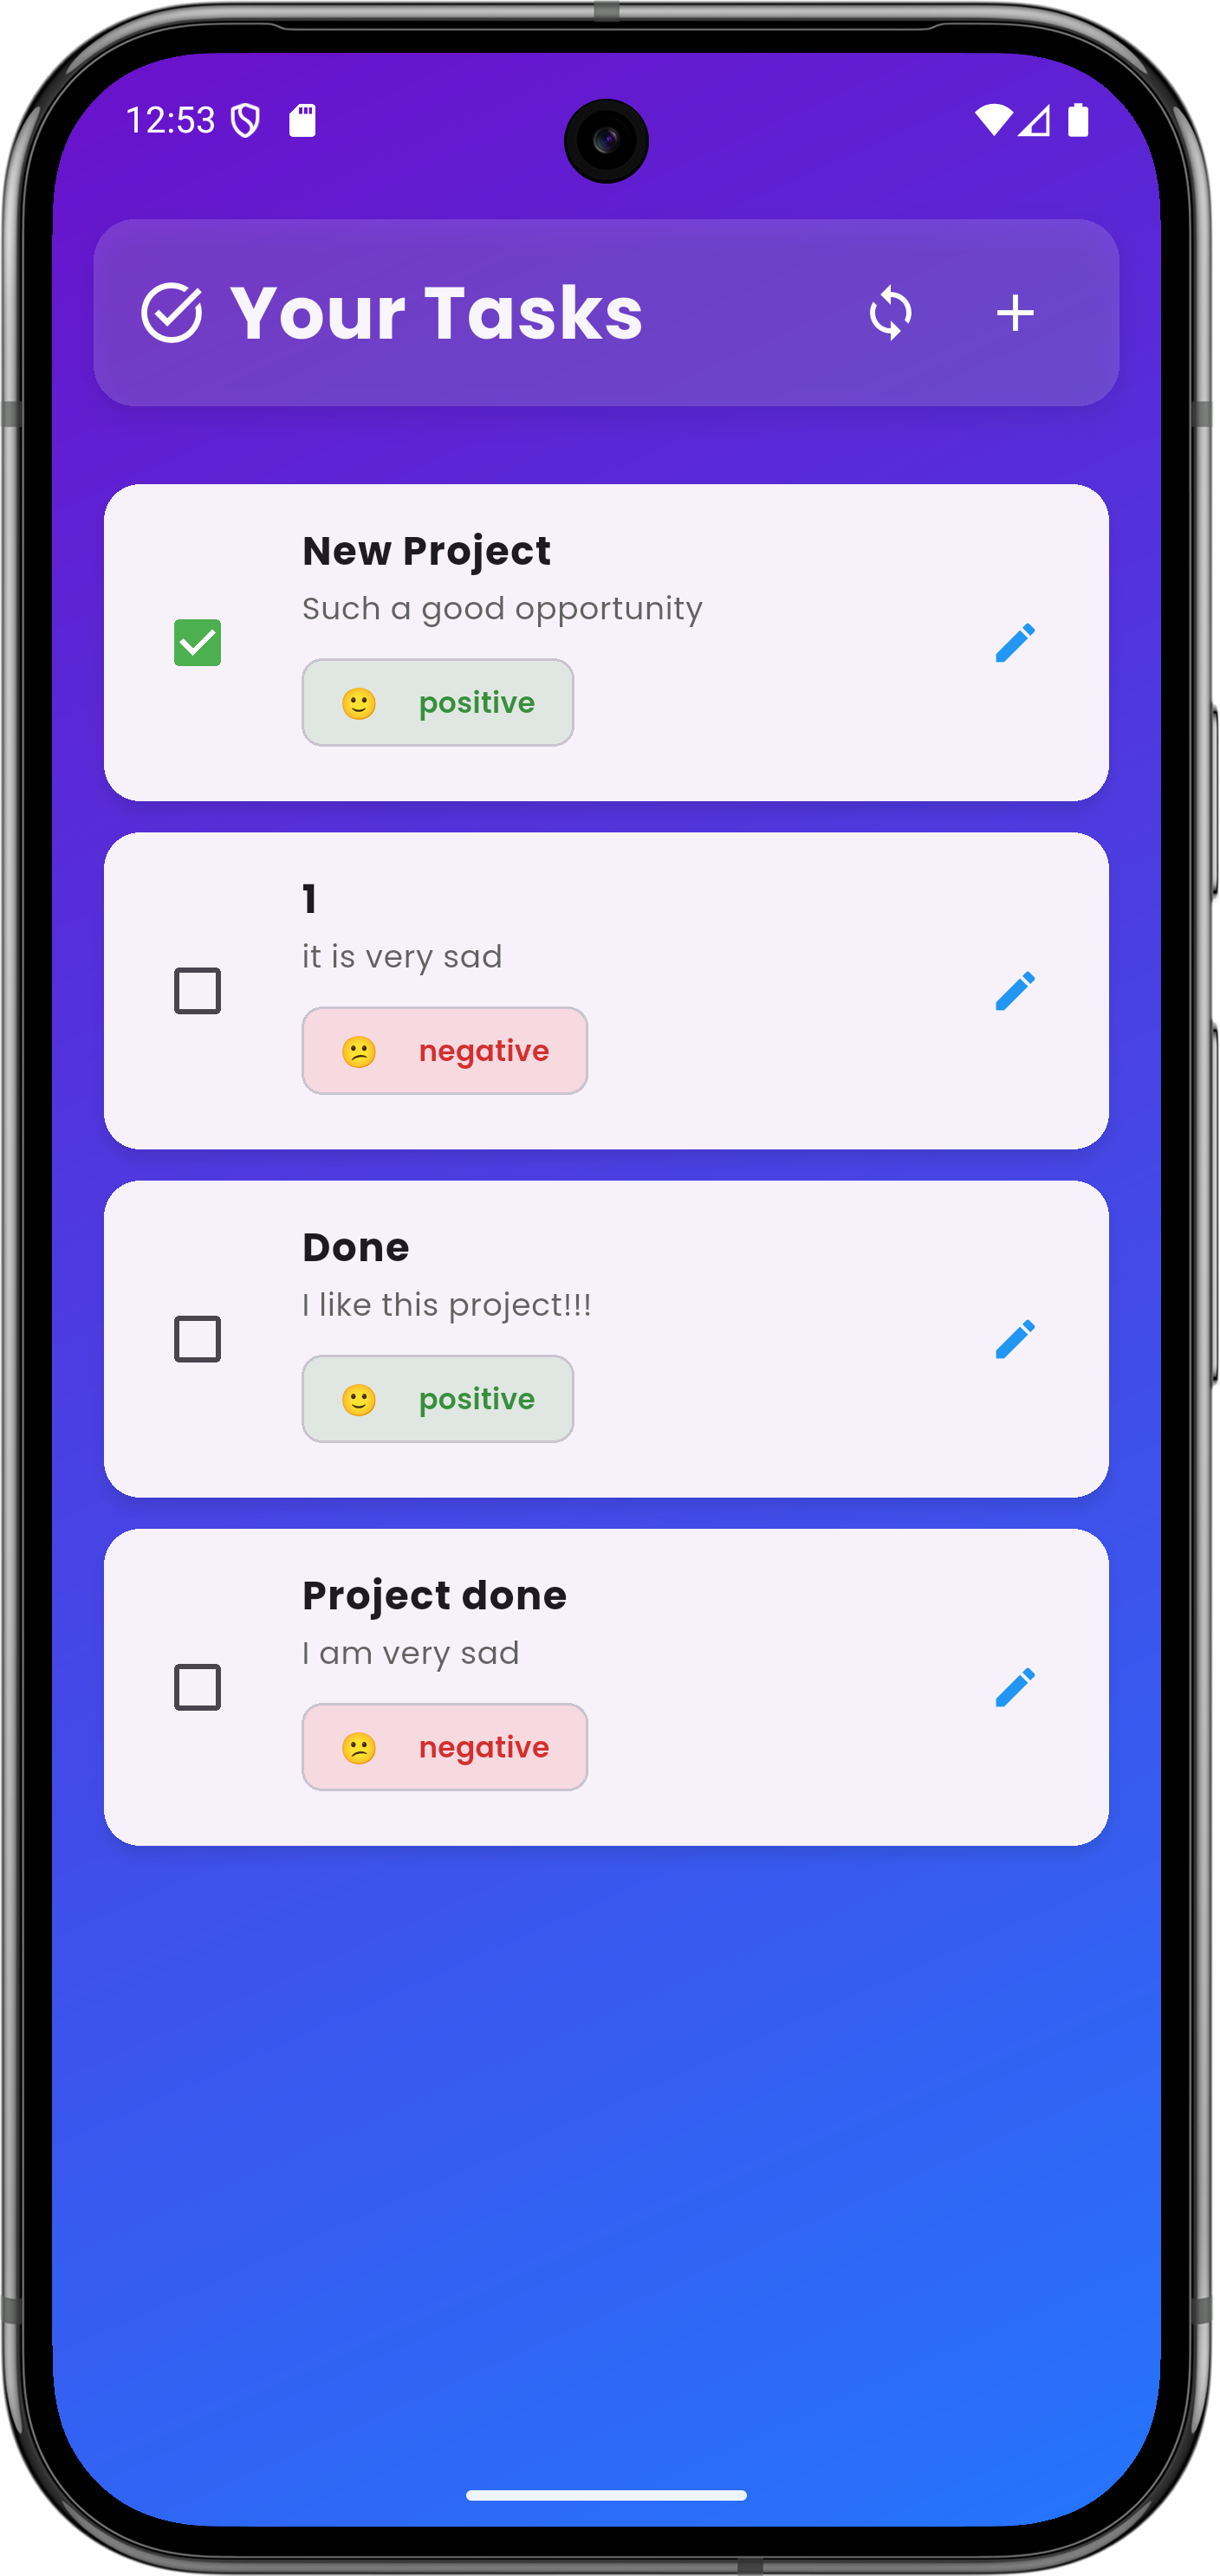 12:53
Your Tasks
New Project
Such a good opportunity
🙂 positive
1
it is very sad
😕 negative
Done
I like this project!!!
🙂 positive
Project done
I am very sad
😕 negative